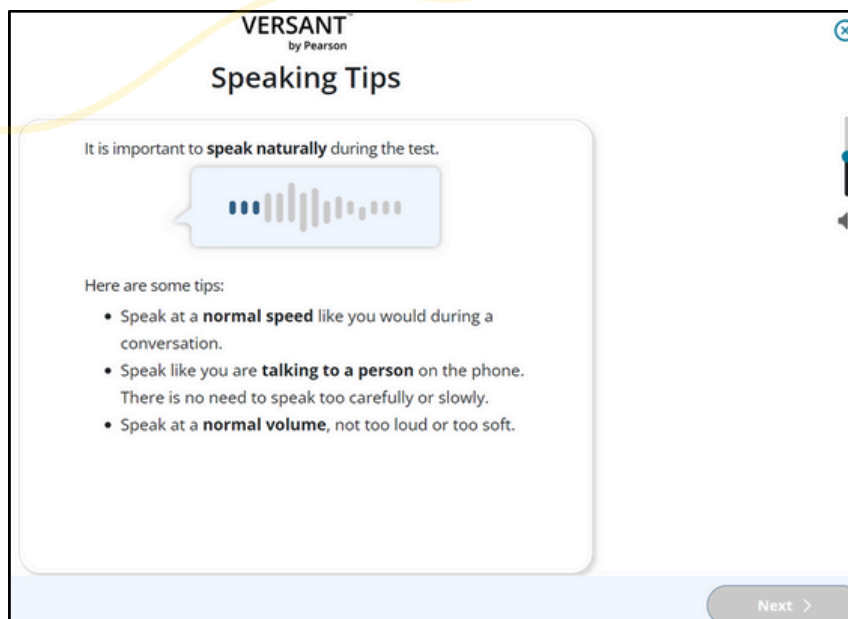 VERSANT™
by Pearson
Speaking Tips
It is important to speak naturally during the test.
Here are some tips:
• Speak at a normal speed like you would during a
conversation.
• Speak like you are talking to a person on the phone.
There is no need to speak too carefully or slowly.
• Speak at a normal volume, not too loud or too soft.
Next